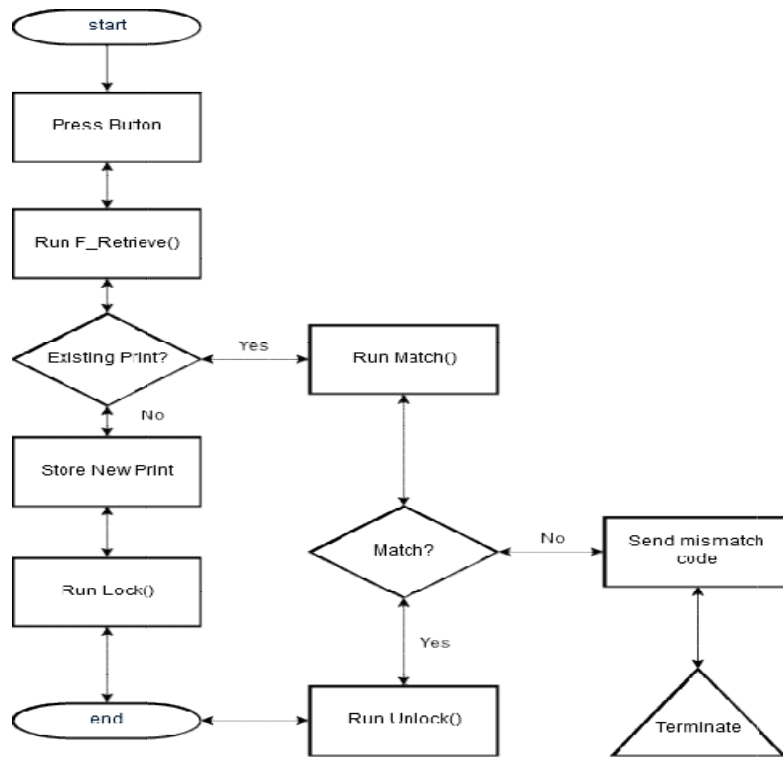 start
Press Button
Run F_Retrieve()
Existing Print?
Yes
Run Match()
No
Store New Print
Match?
No
Send mismatch
code
Run Lock()
Yes
end
Run Unlock()
Terminate